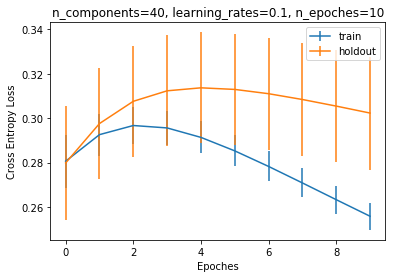 n_components=40, learning_rates=0.1, n_epoches=10
train
holdout
0.34
0.32
0.30
0.28
0.26
Cross Entropy Loss
0
2
4
6
8
Epoches